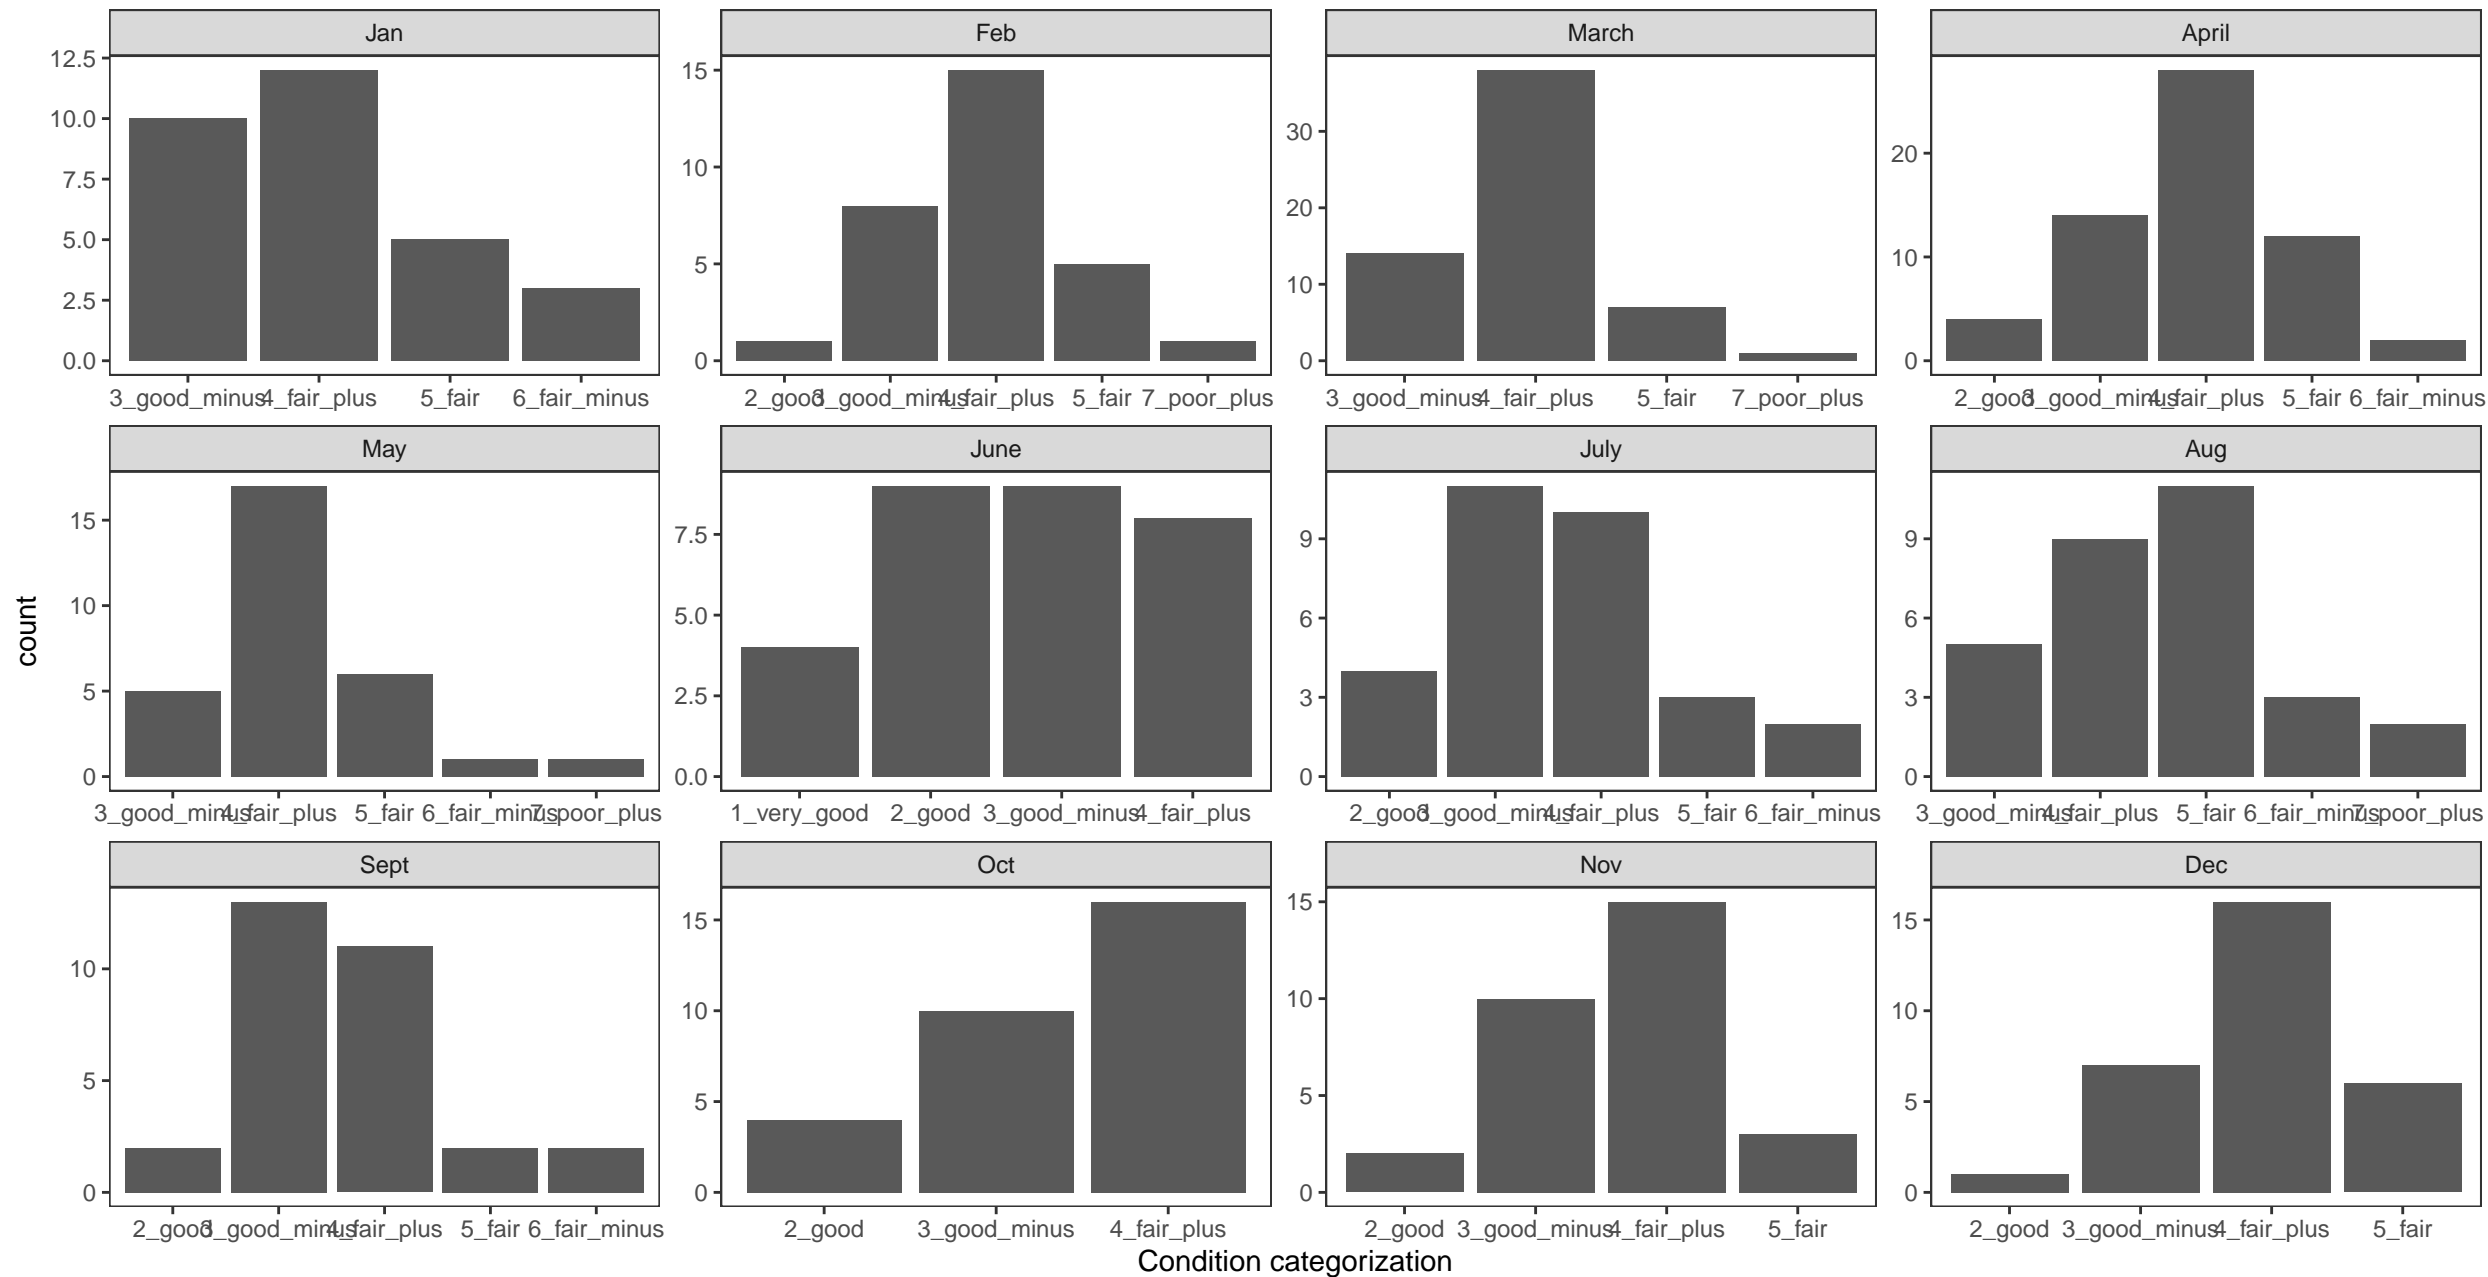 Jan Feb March April
12.5
10.0
7.5
5.0
2.5
0.0
15
10
5
0
30
20
10
0
20
10
0
3_good_minus 4_fair_plus 5_fair 6_fair_minus
2_good 3_good_minus 4_fair_plus 5_fair 7_poor_plus
3_good_minus 4_fair_plus 5_fair 7_poor_plus
2_good 3_good_minus 4_fair_plus 5_fair 6_fair_minus
May June July Aug
15
10
5
0
7.5
5.0
2.5
0.0
9
6
3
0
9
6
3
0
3_good_minus 4_fair_plus 5_fair 6_fair_minus 7_poor_plus
1_very_good 2_good 3_good_minus 4_fair_plus
2_good 3_good_minus 4_fair_plus 5_fair 6_fair_minus
3_good_minus 4_fair_plus 5_fair 6_fair_minus 7_poor_plus
Sept Oct Nov Dec
10
5
0
15
10
5
0
15
10
5
0
15
10
5
0
2_good 3_good_minus 4_fair_plus 5_fair 6_fair_minus
2_good 3_good_minus 4_fair_plus
2_good 3_good_minus 4_fair_plus 5_fair
2_good 3_good_minus 4_fair_plus 5_fair
count
Condition categorization